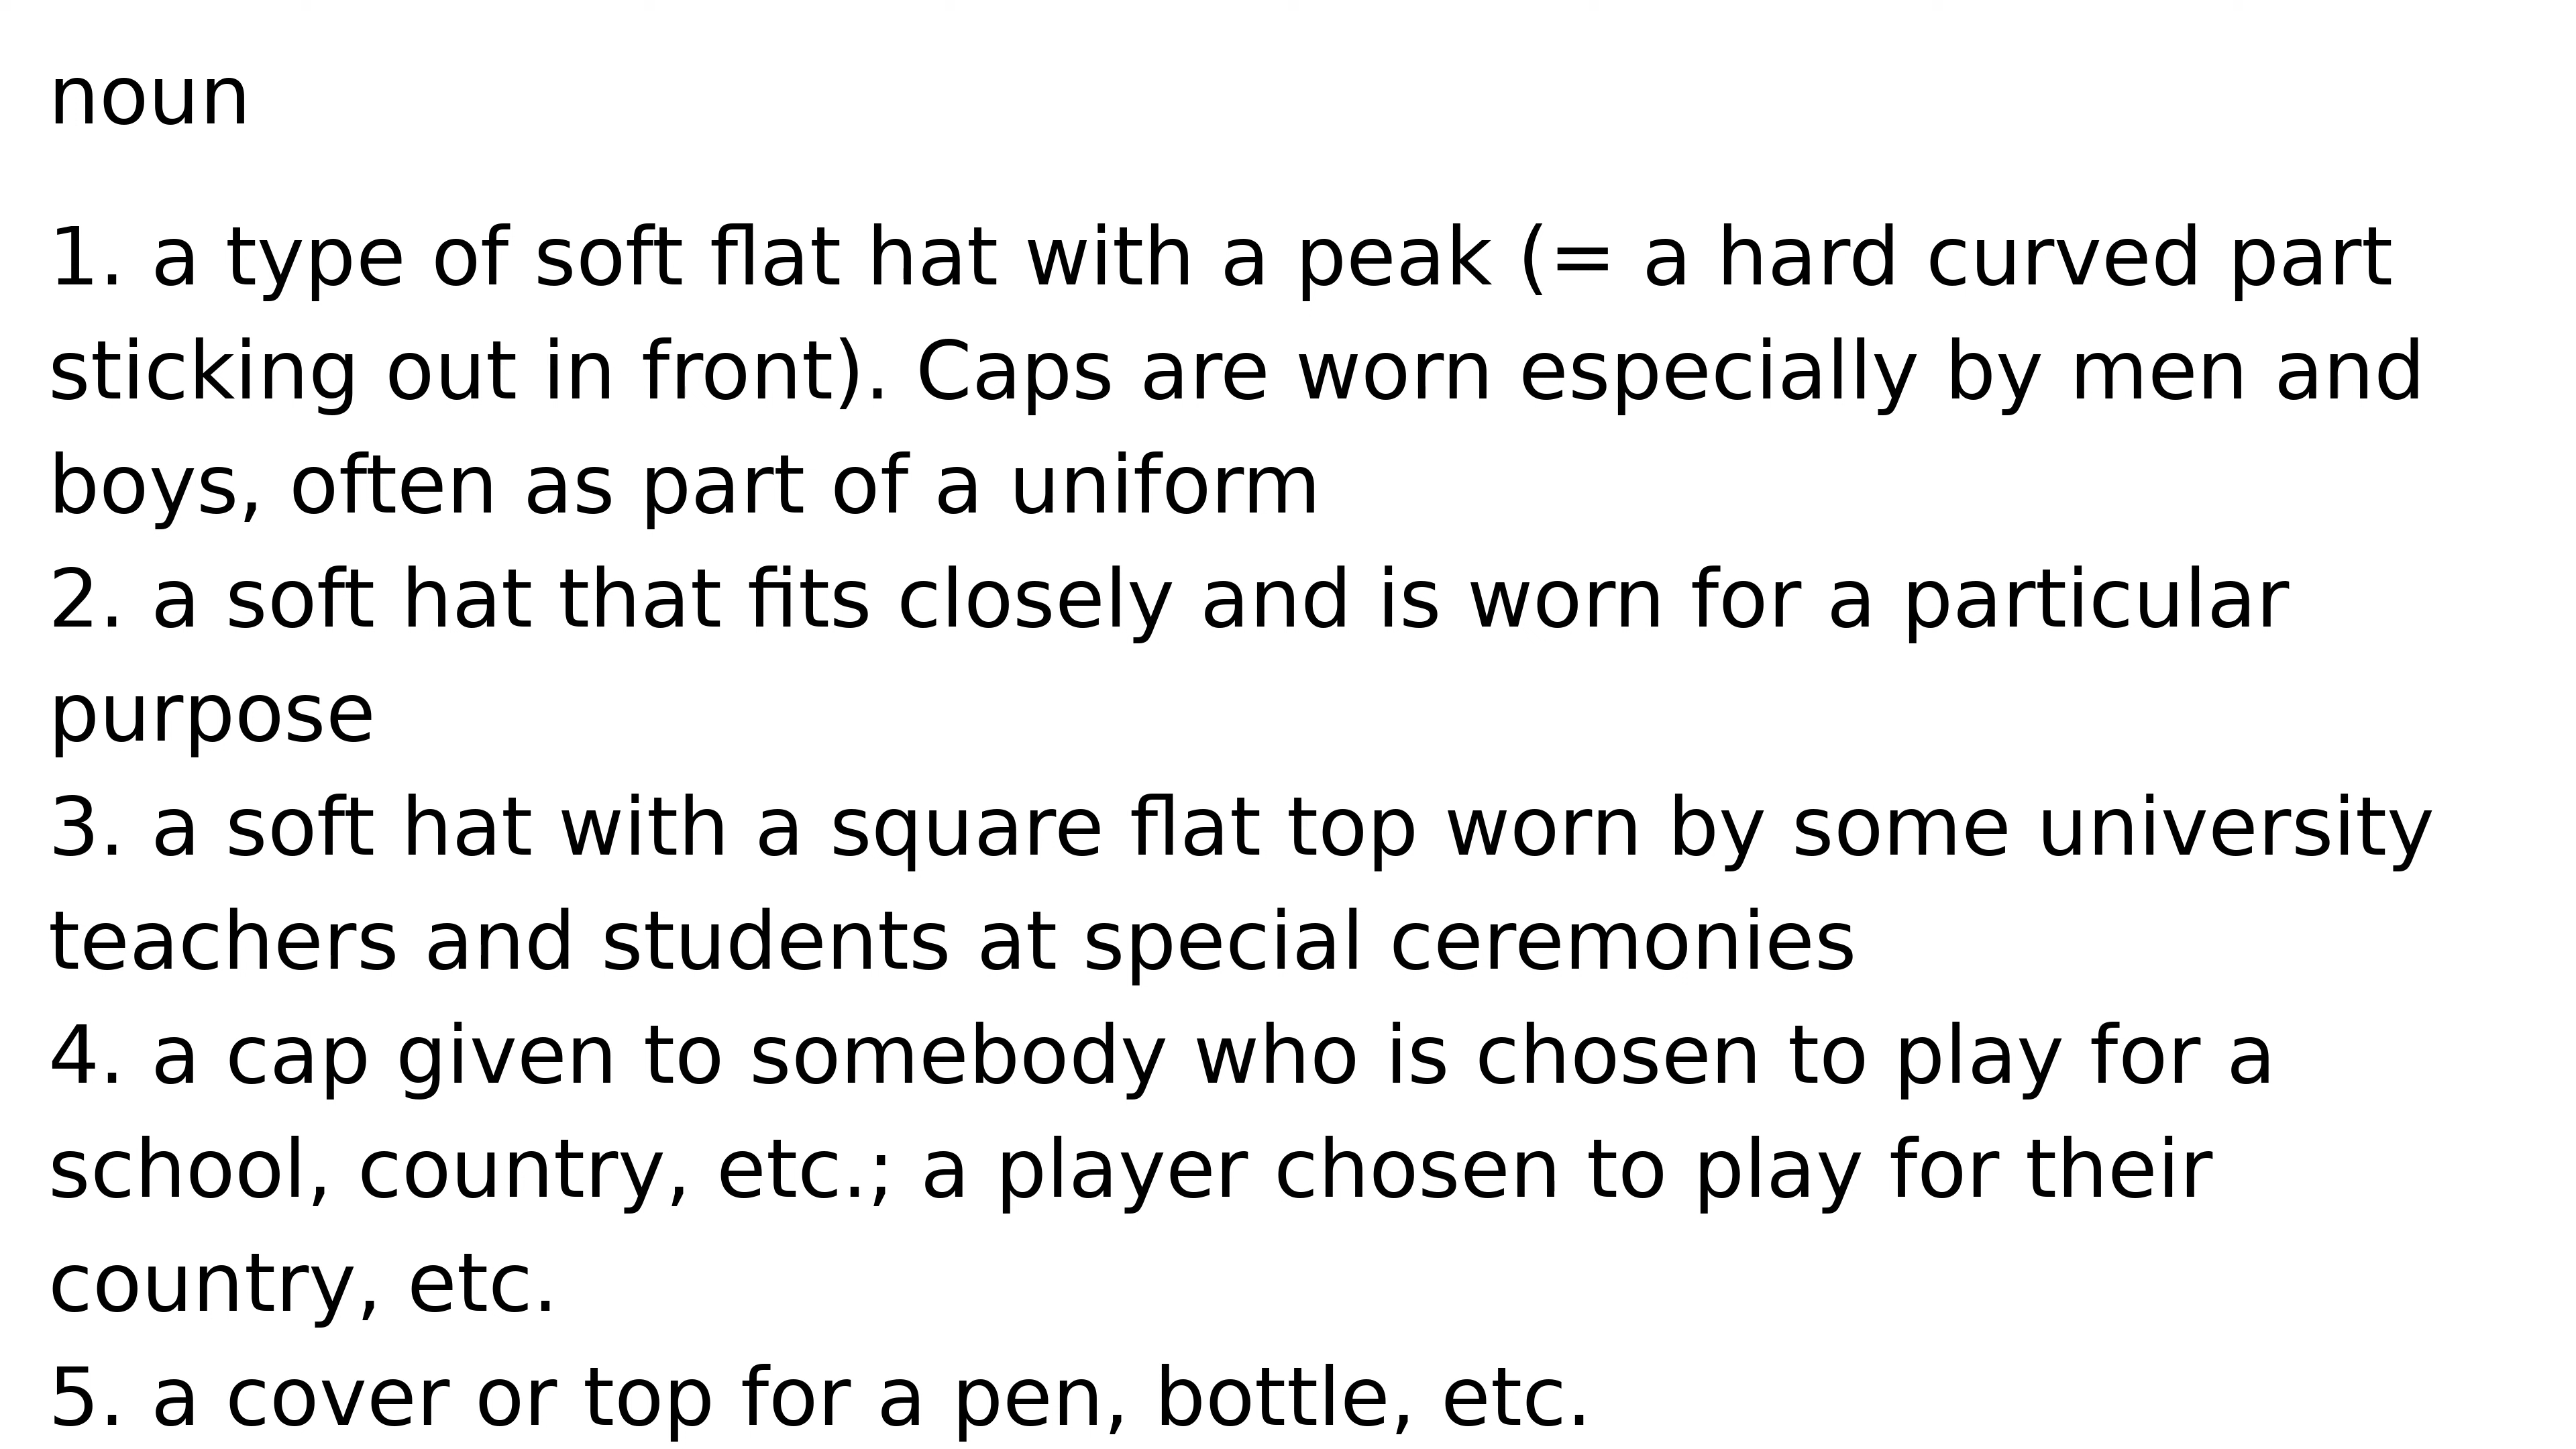 noun
1. a type of soft flat hat with a peak (= a hard curved part
sticking out in front). Caps are worn especially by men and
boys, often as part of a uniform
2. a soft hat that fits closely and is worn for a particular
purpose
3. a soft hat with a square flat top worn by some university
teachers and students at special ceremonies
4. a cap given to somebody who is chosen to play for a
school, country, etc.; a player chosen to play for their
country, etc.
5. a cover or top for a pen, bottle, etc.